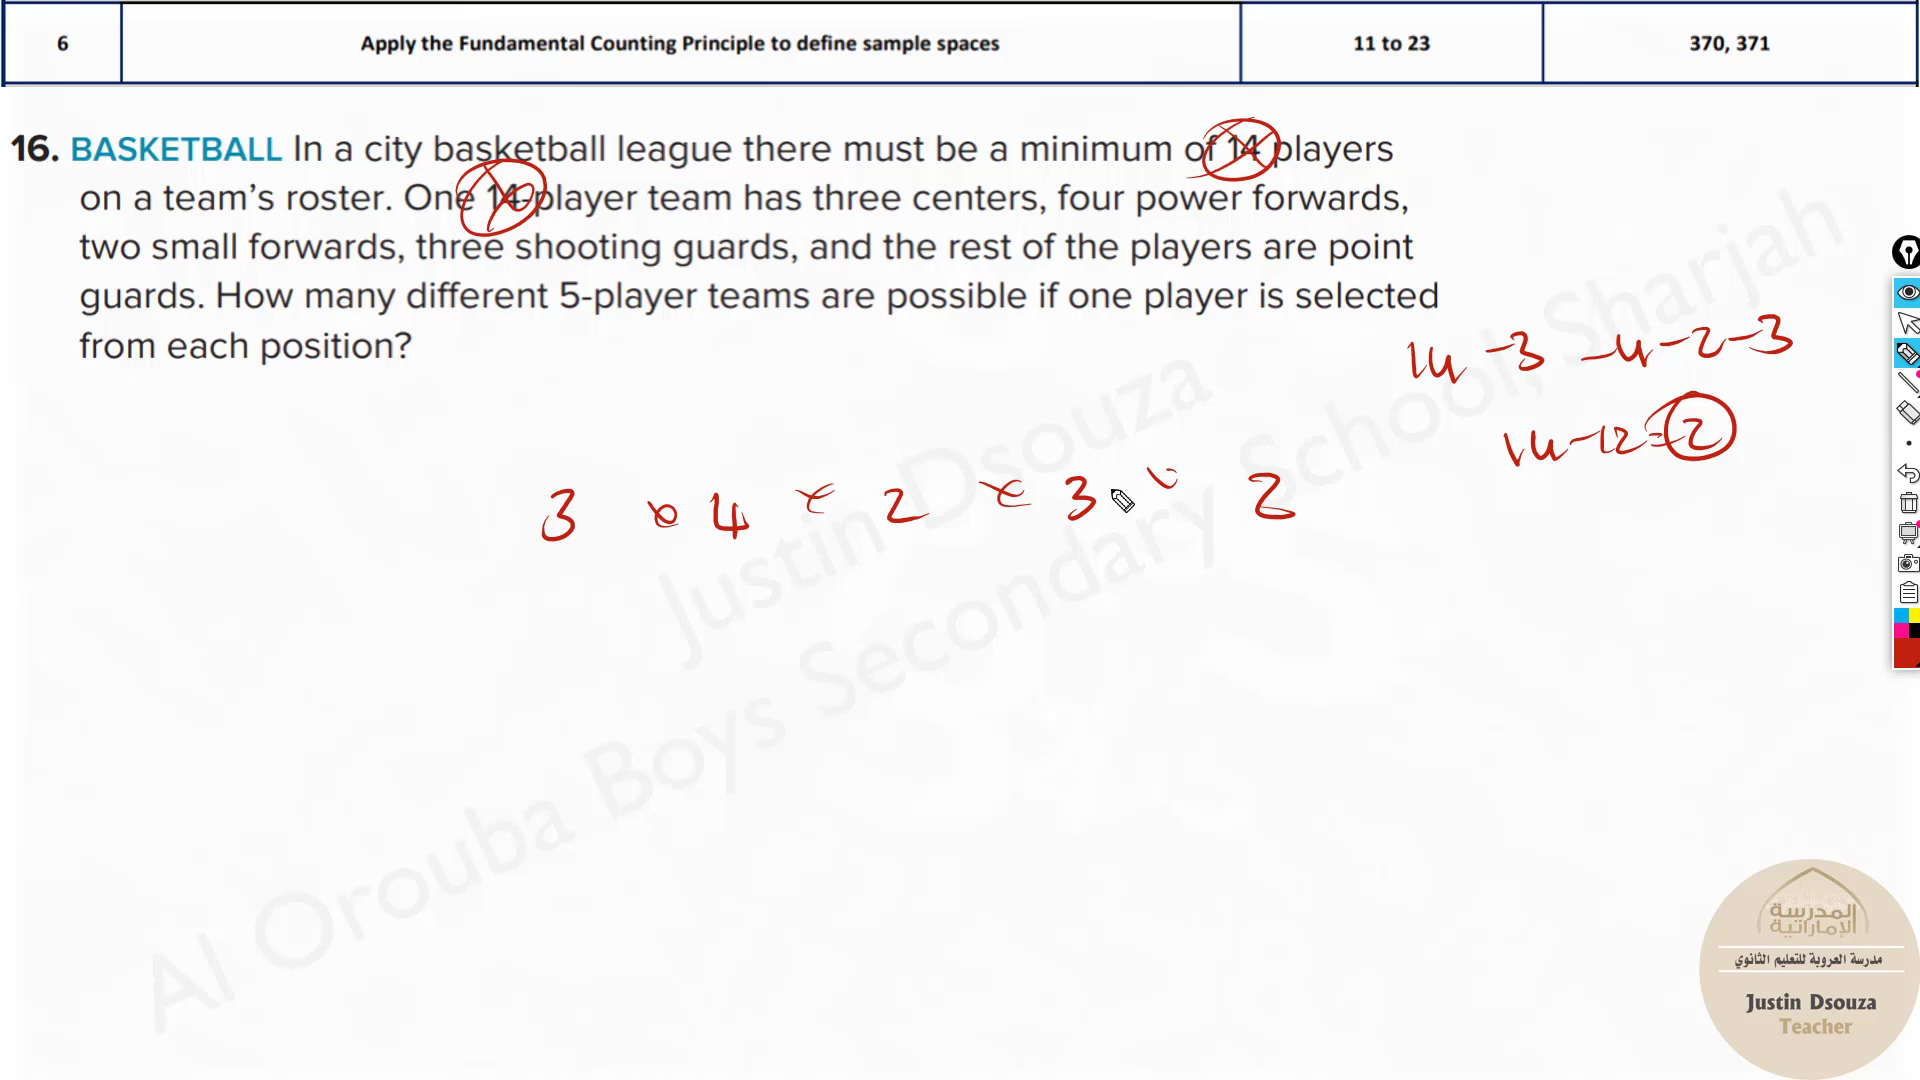 6 Apply the Fundamental Counting Principle to define sample spaces 11 to 23 370, 371
16. BASKETBALL In a city basketball league there must be a minimum of 14 players
on a team's roster. One 14-player team has three centers, four power forwards,
two small forwards, three shooting guards, and the rest of the players are point
guards. How many different 5-player teams are possible if one player is selected
from each position?
14 - 3 - 4 - 2 - 3
14 - 12 = 2
3 × 4 × 2 × 3 × 2
Justin Dsouza
Al Orouba Boys Secondary School, Sharjah
المدرسة
الإماراتية
مدرسة العروبة للتعليم الثانوي
Justin Dsouza
Teacher